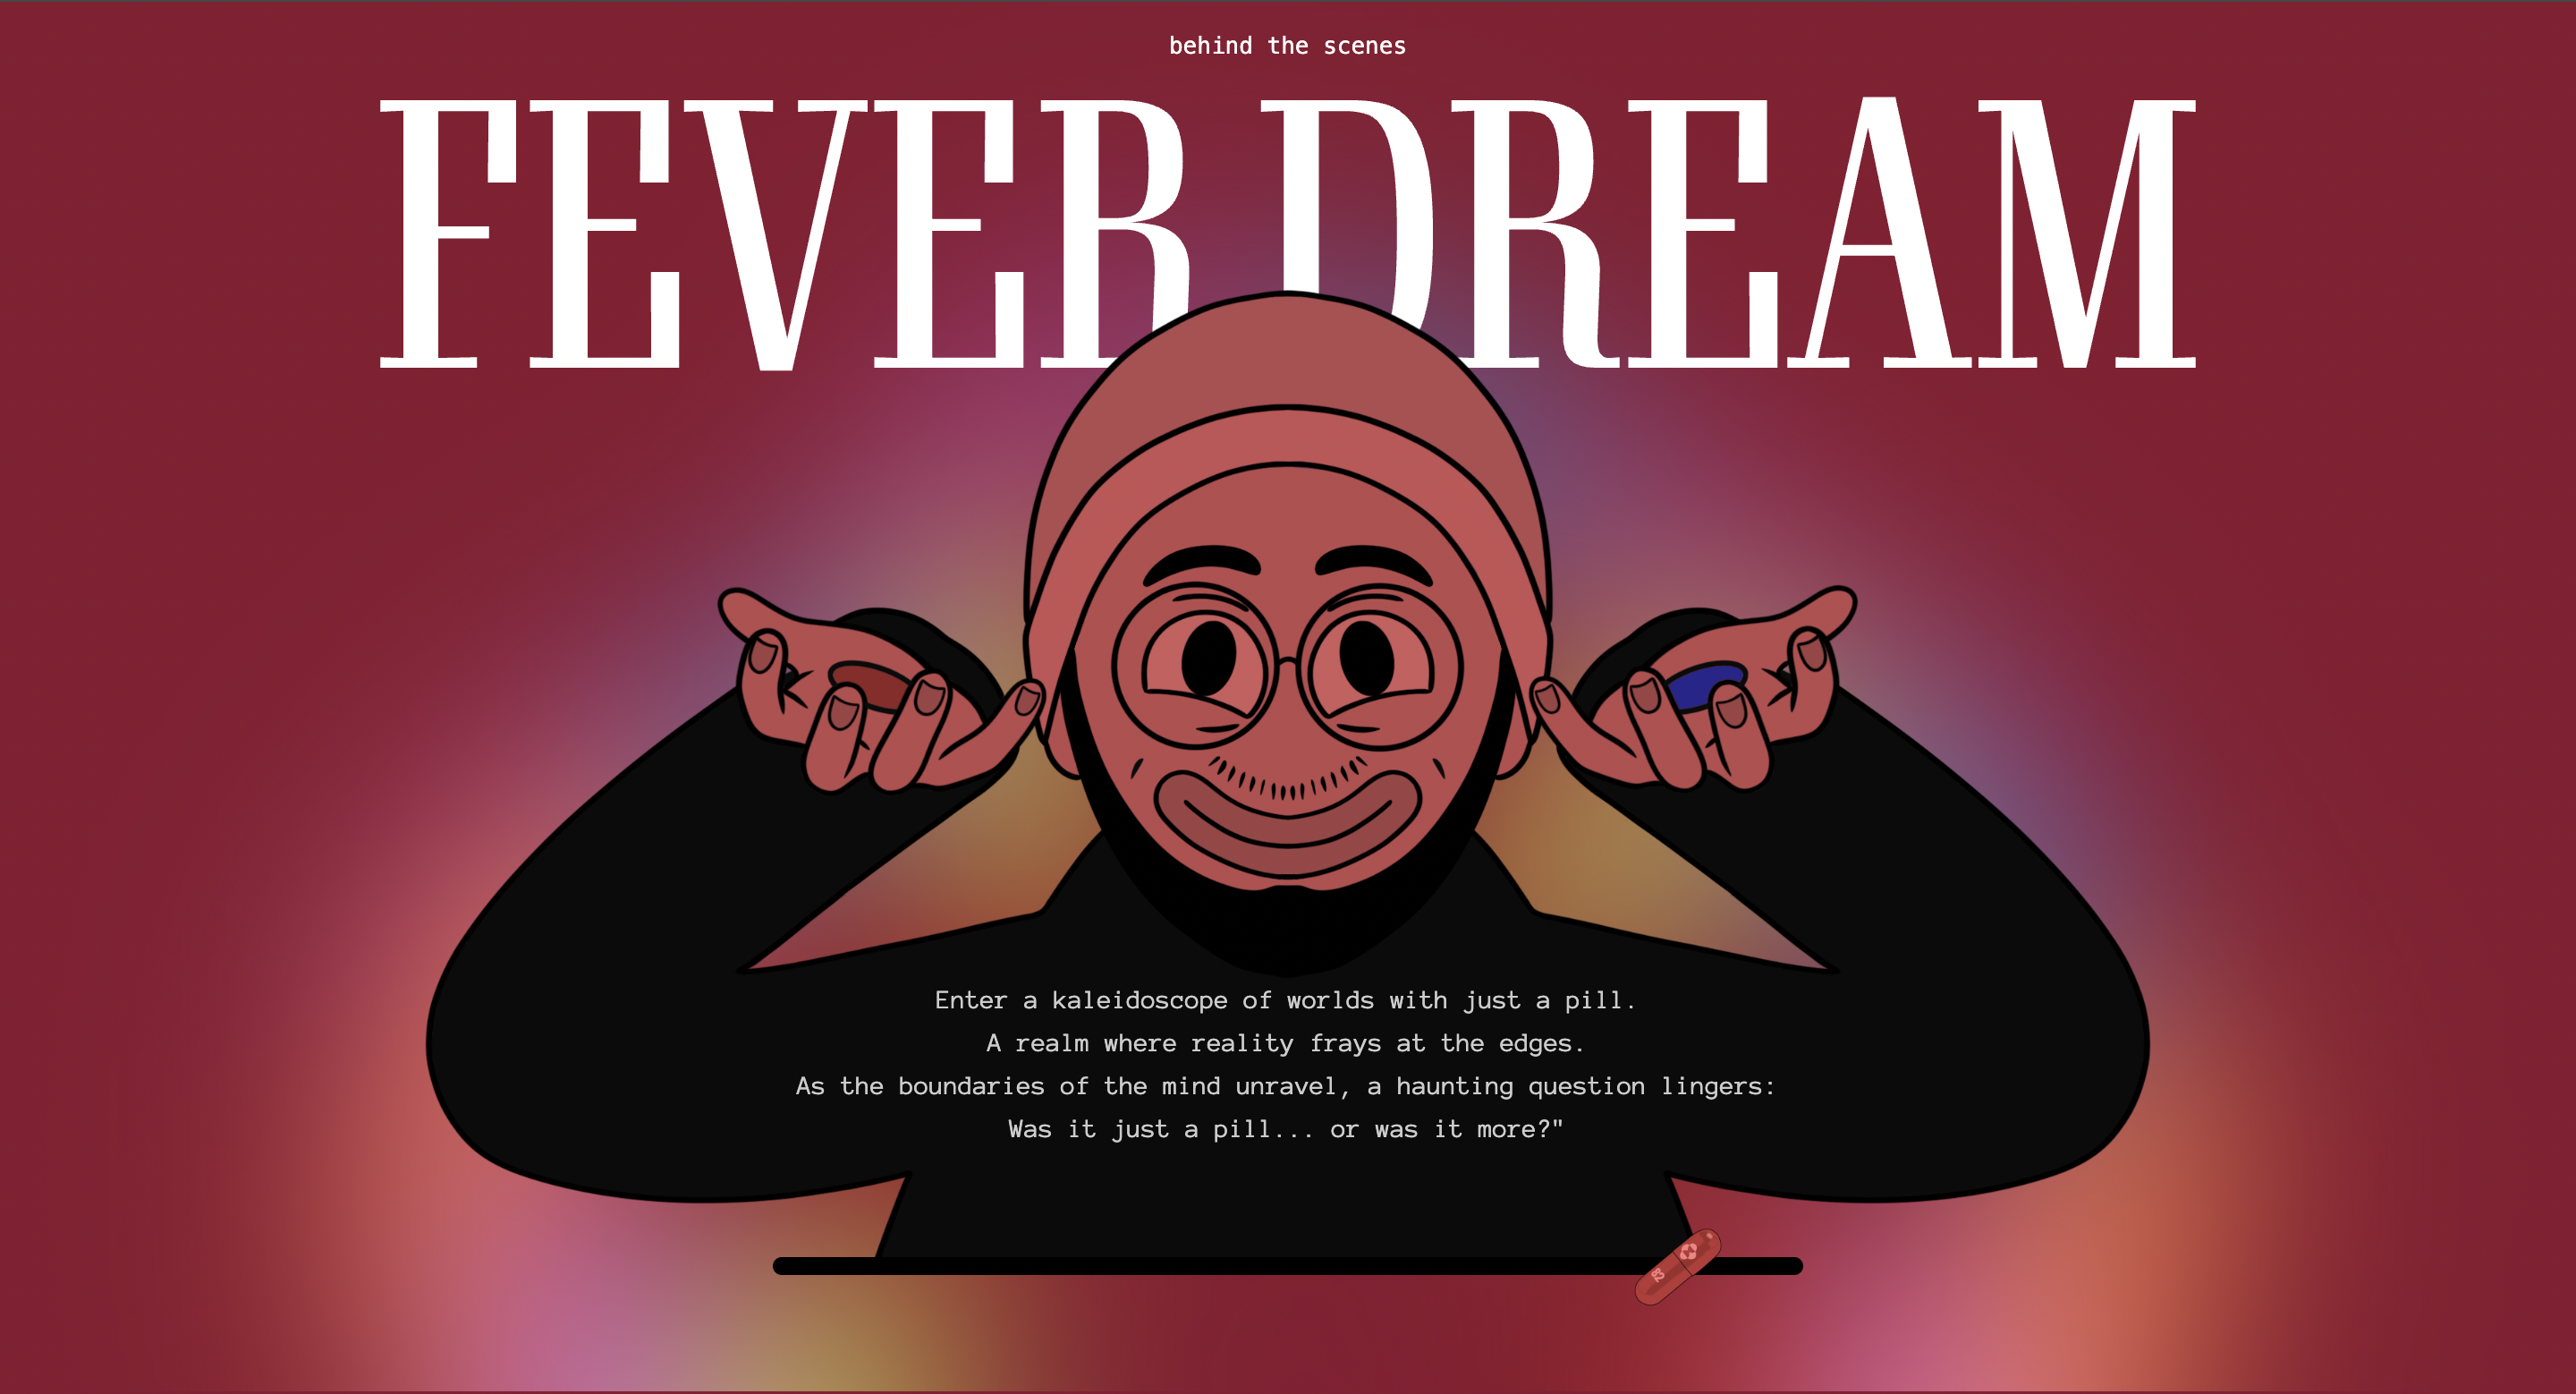 behind the scenes
FEVER DREAM
Enter a kaleidoscope of worlds with just a pill.
A realm where reality frays at the edges.
As the boundaries of the mind unravel, a haunting question lingers:
Was it just a pill... or was it more?"
82